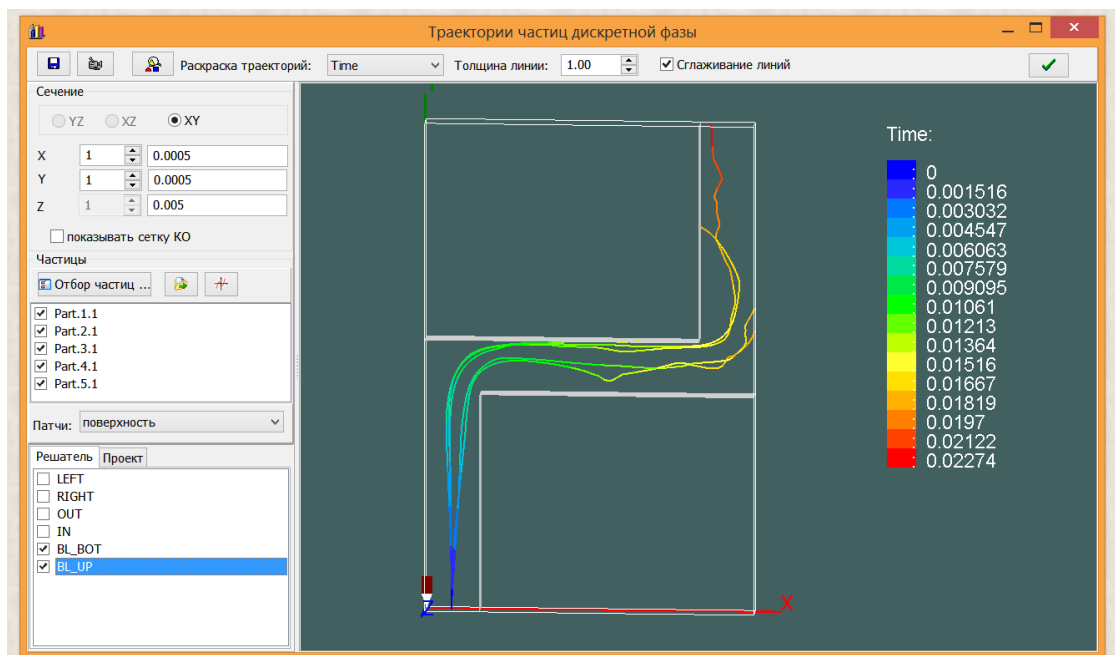 Траектории частиц дискретной фазы
Раскраска траекторий: Time Толщина линии: 1.00 Сглаживание линий
Сечение
YZ XZ XY
X 1 0.0005
Y 1 0.0005
Z 1 0.005
показывать сетку КО
Частицы
Отбор частиц ...
Part.1.1
Part.2.1
Part.3.1
Part.4.1
Part.5.1
Патчи: поверхность
Решатель Проект
LEFT
RIGHT
OUT
IN
BL_BOT
BL_UP
Z
X
Time:
0
0.001516
0.003032
0.004547
0.006063
0.007579
0.009095
0.01061
0.01213
0.01364
0.01516
0.01667
0.01819
0.0197
0.02122
0.02274